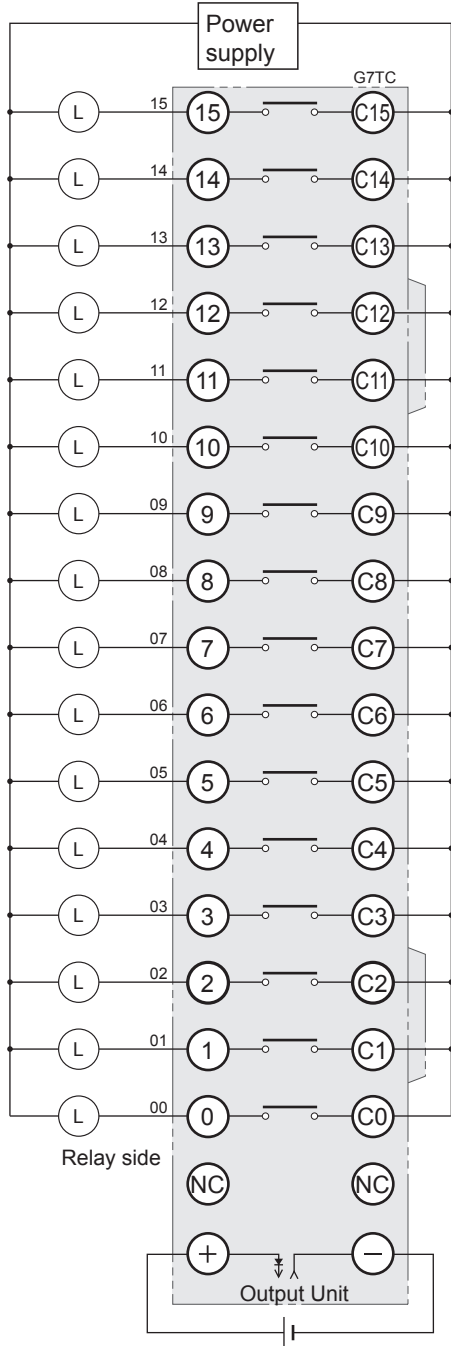 Power
supply
G7TC
L 15 15 C15
L 14 14 C14
L 13 13 C13
L 12 12 C12
L 11 11 C11
L 10 10 C10
L 09 9 C9
L 08 8 C8
L 07 7 C7
L 06 6 C6
L 05 5 C5
L 04 4 C4
L 03 3 C3
L 02 2 C2
L 01 1 C1
L 00 0 C0
Relay side
NC NC
+ −
Output Unit